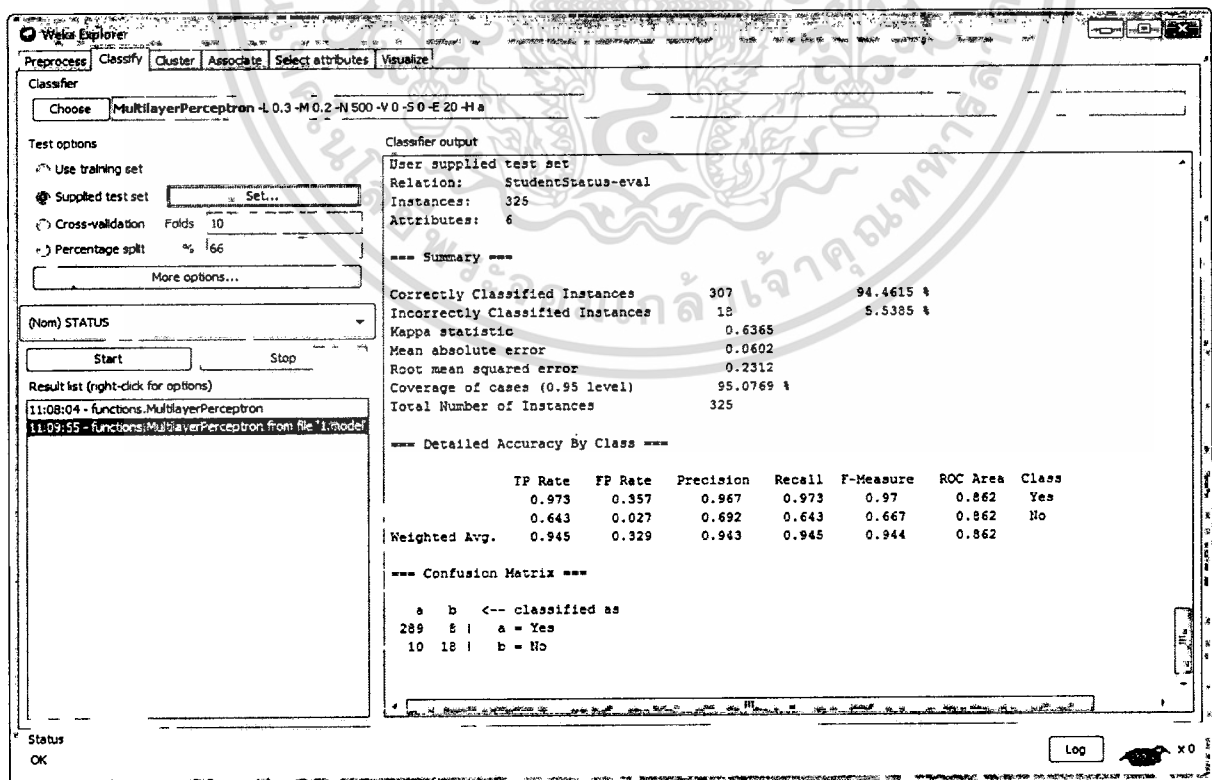 Weka Explorer
Preprocess Classify Cluster Associate Select attributes Visualize
Classifier
Choose MultilayerPerceptron -L 0.3 -M 0.2 -N 500 -V 0 -S 0 -E 20 -H a
Test options
Use training set
Supplied test set Set...
Cross-validation Folds 10
Percentage split % 66
More options...
(Nom) STATUS
Start Stop
Result list (right-click for options)
11:08:04 - functions.MultilayerPerceptron
11:09:55 - functions.MultilayerPerceptron from file '1.model'
Classifier output
User supplied test set
Relation: StudentStatus-eval
Instances: 325
Attributes: 6
=== Summary ===
Correctly Classified Instances 307 94.4615 %
Incorrectly Classified Instances 18 5.5385 %
Kappa statistic 0.6365
Mean absolute error 0.0602
Root mean squared error 0.2312
Coverage of cases (0.95 level) 95.0769 %
Total Number of Instances 325
=== Detailed Accuracy By Class ===
TP Rate FP Rate Precision Recall F-Measure ROC Area Class
0.973 0.357 0.967 0.973 0.97 0.862 Yes
0.643 0.027 0.692 0.643 0.667 0.862 No
Weighted Avg. 0.945 0.329 0.943 0.945 0.944 0.862
=== Confusion Matrix ===
a b <-- classified as
289 8 | a = Yes
10 18 | b = No
Status
OK
Log x 0